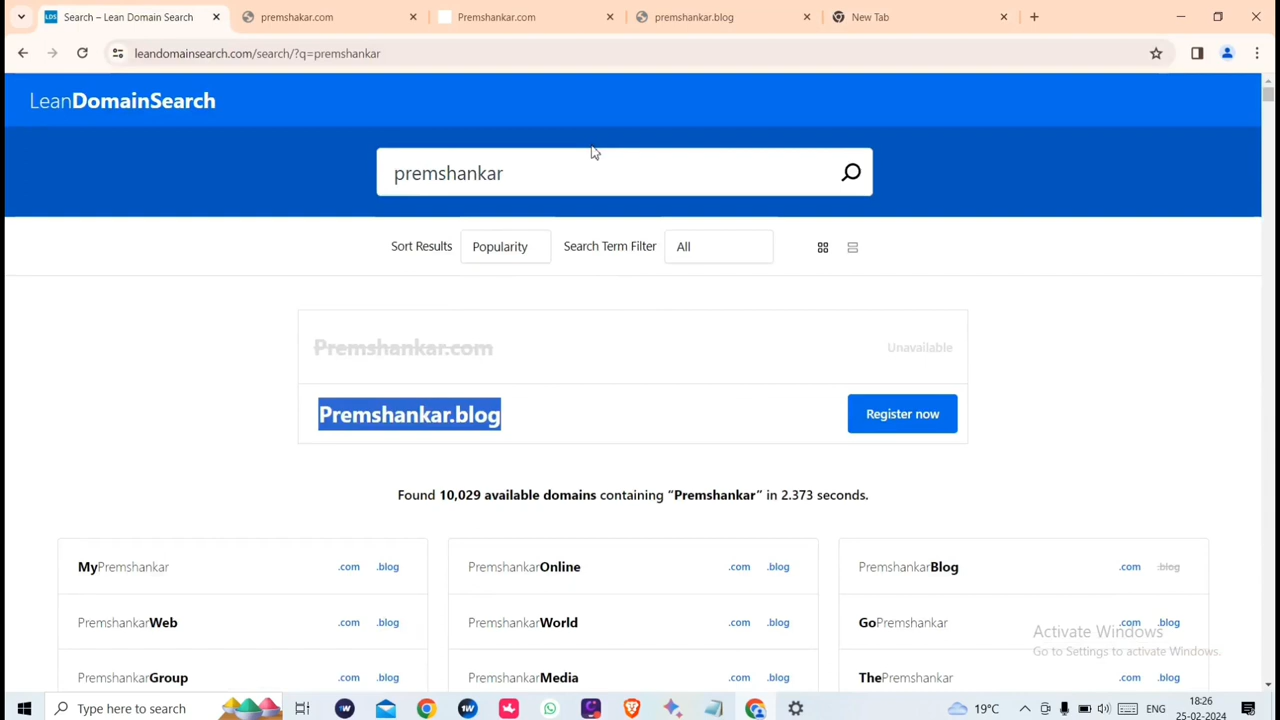 Search – Lean Domain Search
premshakar.com
Premshankar.com
premshankar.blog
New Tab
leandomainsearch.com/search/?q=premshankar
LeanDomainSearch
premshankar
Sort Results Popularity Search Term Filter All
Premshankar.com Unavailable
Premshankar.blog Register now
Found 10,029 available domains containing “Premshankar” in 2.373 seconds.
MyPremshankar .com .blog
PremshankarOnline .com .blog
PremshankarBlog .com .blog
PremshankarWeb .com .blog
PremshankarWorld .com .blog
GoPremshankar .com .blog
Activate Windows
Go to Settings to activate Windows.
PremshankarGroup .com .blog
PremshankarMedia .com .blog
ThePremshankar .com .blog
Type here to search
19°C
ENG
18:26
25-02-2024